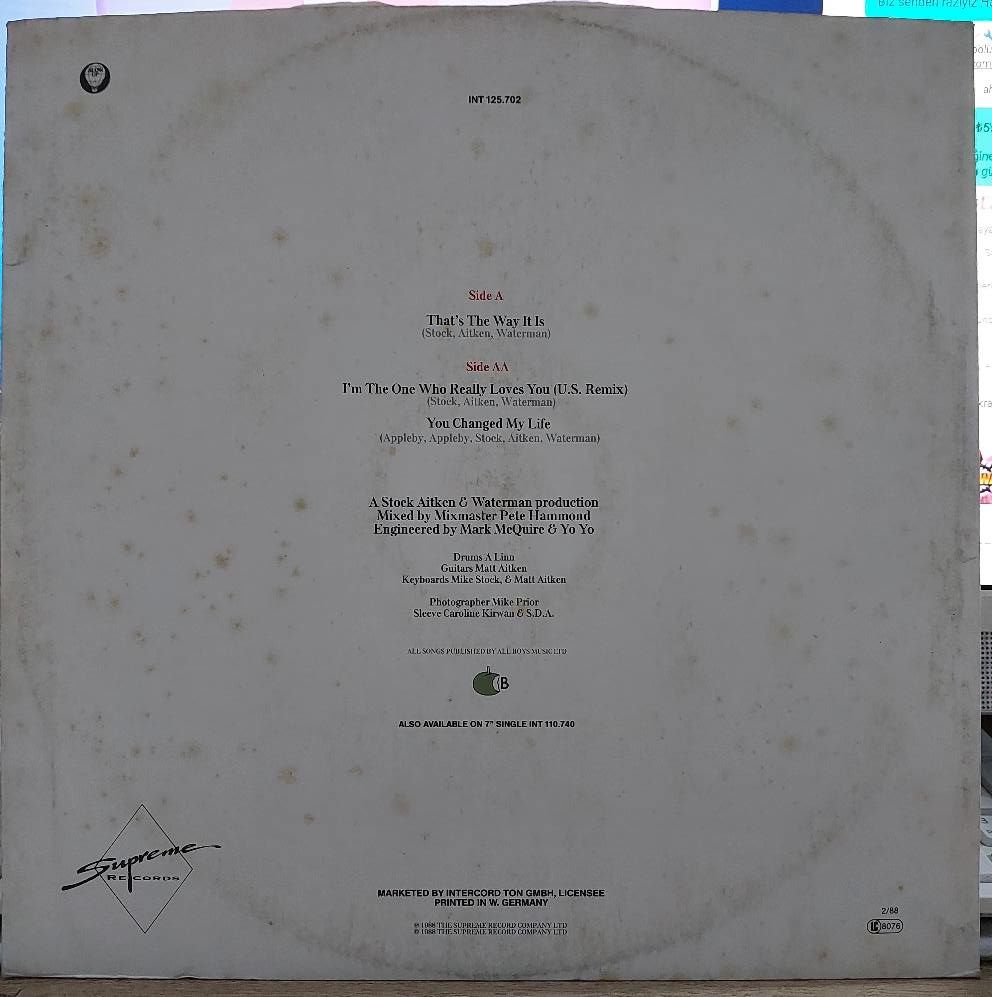 INT 125.702
Side A
That's The Way It Is
(Stock, Aitken, Waterman)
Side AA
I'm The One Who Really Loves You (U.S. Remix)
(Stock, Aitken, Waterman)
You Changed My Life
(Appleby, Appleby, Stock, Aitken, Waterman)
A Stock Aitken & Waterman production
Mixed by Mixmaster Pete Hammond
Engineered by Mark McQuire & Yo Yo
Drums A Linn
Guitars Matt Aitken
Keyboards Mike Stock, & Matt Aitken
Photographer Mike Prior
Sleeve Caroline Kirwan & S.D.A.
ALL SONGS PUBLISHED BY ALL BOYS MUSIC LTD
B
ALSO AVAILABLE ON 7" SINGLE INT 110.740
Supreme
RECORDS
MARKETED BY INTERCORD TON GMBH, LICENSEE
PRINTED IN W. GERMANY
℗ 1988 THE SUPREME RECORD COMPANY LTD
© 1988 THE SUPREME RECORD COMPANY LTD
2/88
LC 8076
Biz senden razıyız